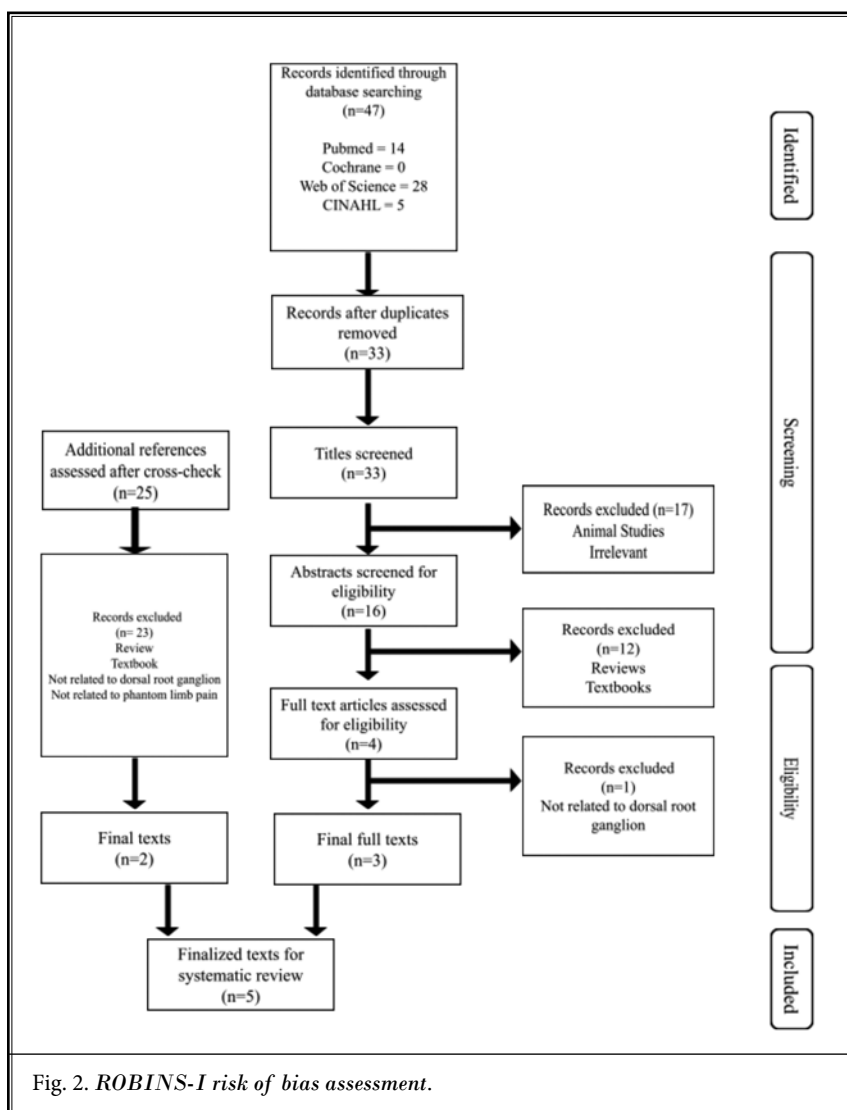 Records identified through
database searching
(n=47)
Pubmed = 14
Cochrane = 0
Web of Science = 28
CINAHL = 5
Identified
Records after duplicates
removed
(n=33)
Screening
Titles screened
(n=33)
Additional references
assessed after cross-check
(n=25)
Records excluded (n=17)
Animal Studies
Irrelevant
Abstracts screened for
eligibility
(n=16)
Records excluded
(n= 23)
Review
Textbook
Not related to dorsal root ganglion
Not related to phantom limb pain
Records excluded
(n=12)
Reviews
Textbooks
Full text articles assessed
for eligibility
(n=4)
Eligibility
Records excluded
(n=1)
Not related to dorsal root
ganglion
Final texts
(n=2)
Final full texts
(n=3)
Finalized texts for
systematic review
(n=5)
Included
Fig. 2. ROBINS-I risk of bias assessment.